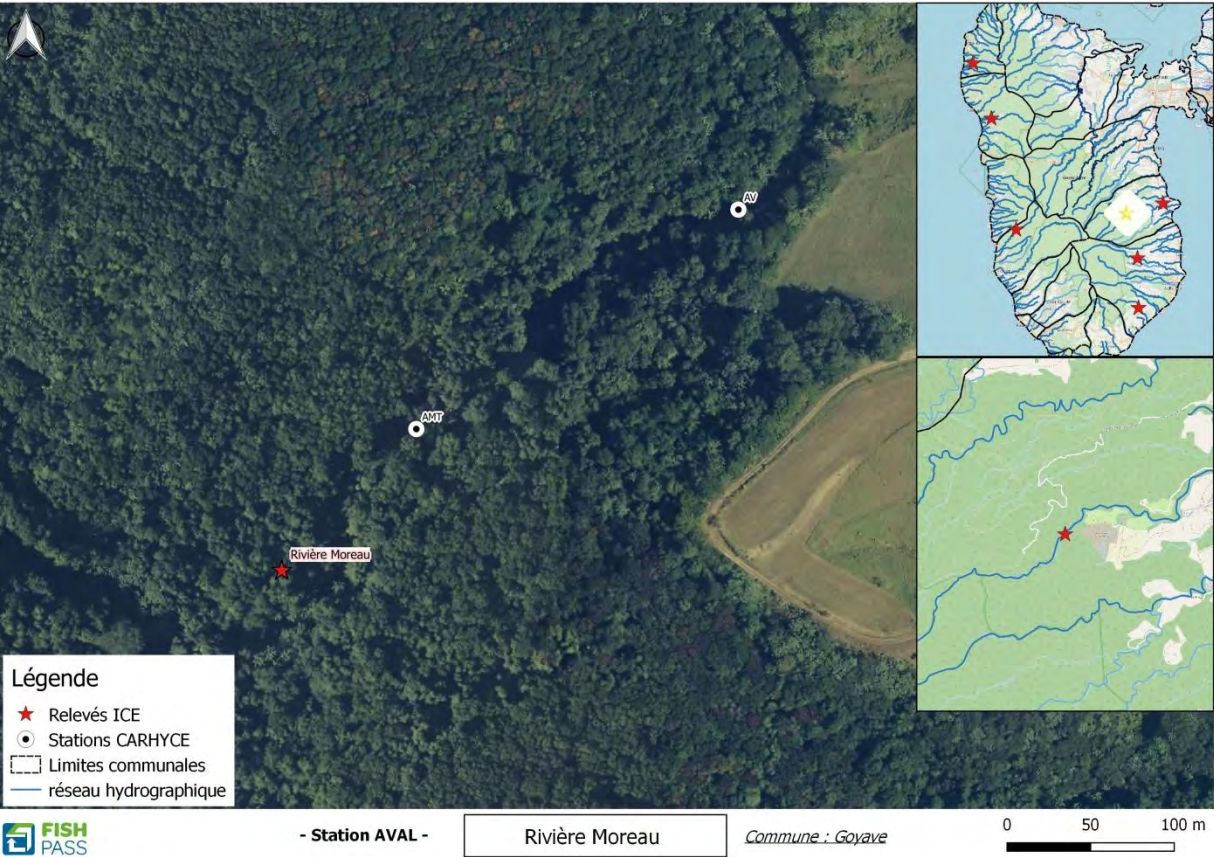 AV
AMT
Rivière Moreau
Légende
Relevés ICE
Stations CARHYCE
Limites communales
réseau hydrographique
FISH
PASS
- Station AVAL -
Rivière Moreau
Commune : Goyave
0 50 100 m